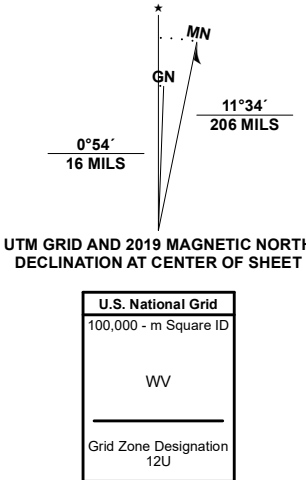 ★
MN
GN
11°34´
206 MILS
0°54´
16 MILS
UTM GRID AND 2019 MAGNETIC NORTH
DECLINATION AT CENTER OF SHEET
U.S. National Grid
100,000 - m Square ID
WV
Grid Zone Designation
12U